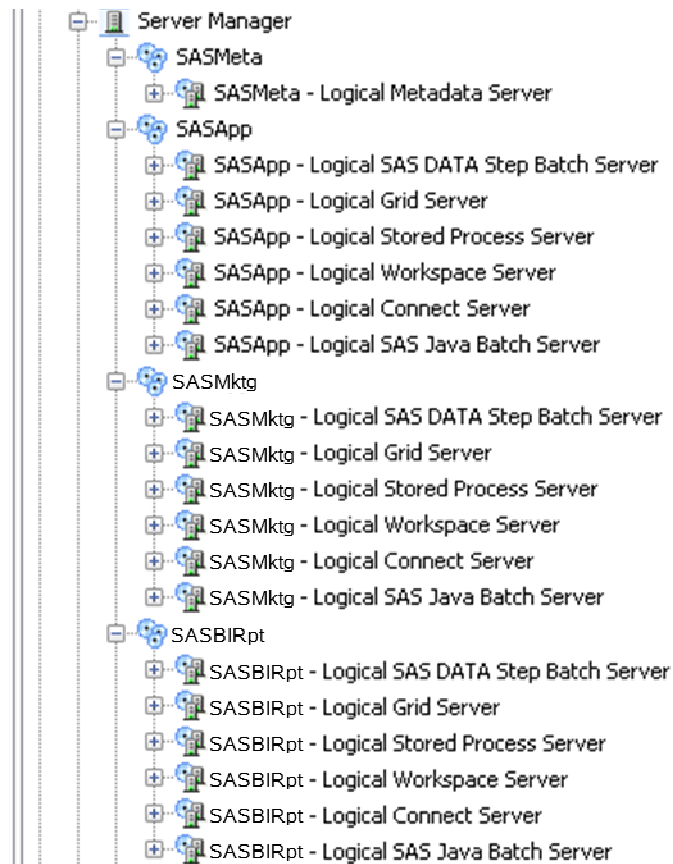 Server Manager
SASMeta
SASMeta - Logical Metadata Server
SASApp
SASApp - Logical SAS DATA Step Batch Server
SASApp - Logical Grid Server
SASApp - Logical Stored Process Server
SASApp - Logical Workspace Server
SASApp - Logical Connect Server
SASApp - Logical SAS Java Batch Server
SASMktg
SASMktg - Logical SAS DATA Step Batch Server
SASMktg - Logical Grid Server
SASMktg - Logical Stored Process Server
SASMktg - Logical Workspace Server
SASMktg - Logical Connect Server
SASMktg - Logical SAS Java Batch Server
SASBIRpt
SASBIRpt - Logical SAS DATA Step Batch Server
SASBIRpt - Logical Grid Server
SASBIRpt - Logical Stored Process Server
SASBIRpt - Logical Workspace Server
SASBIRpt - Logical Connect Server
SASBIRpt - Logical SAS Java Batch Server